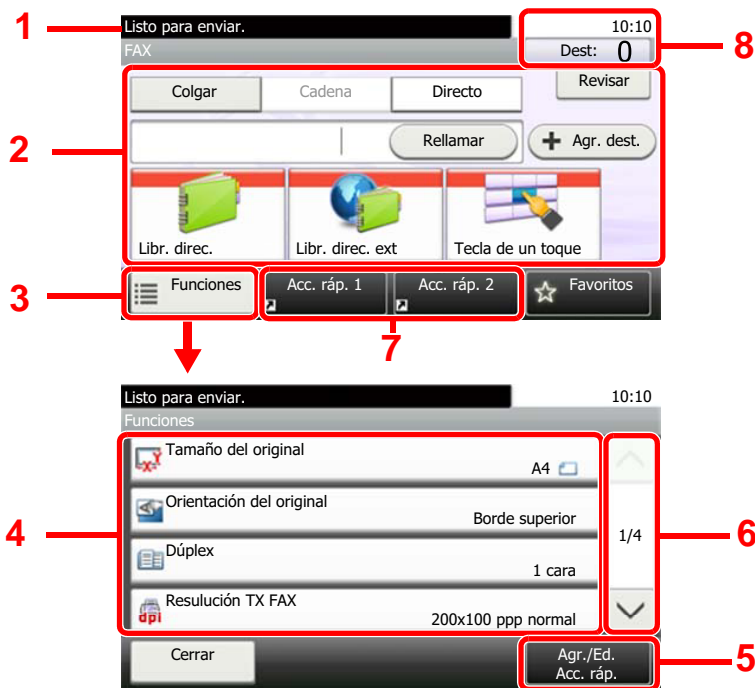 1
Listo para enviar.
10:10
FAX
Dest: 0
8
Colgar
Cadena
Directo
Revisar
2
Rellamar
Agr. dest.
Libr. direc.
Libr. direc. ext
Tecla de un toque
3
Funciones
Acc. ráp. 1
Acc. ráp. 2
Favoritos
7
Listo para enviar.
10:10
Funciones
Tamaño del original
A4
Orientación del original
Borde superior
4
1/4
6
Dúplex
1 cara
Resulución TX FAX
200x100 ppp normal
dpi
Cerrar
Agr./Ed.
Acc. ráp.
5